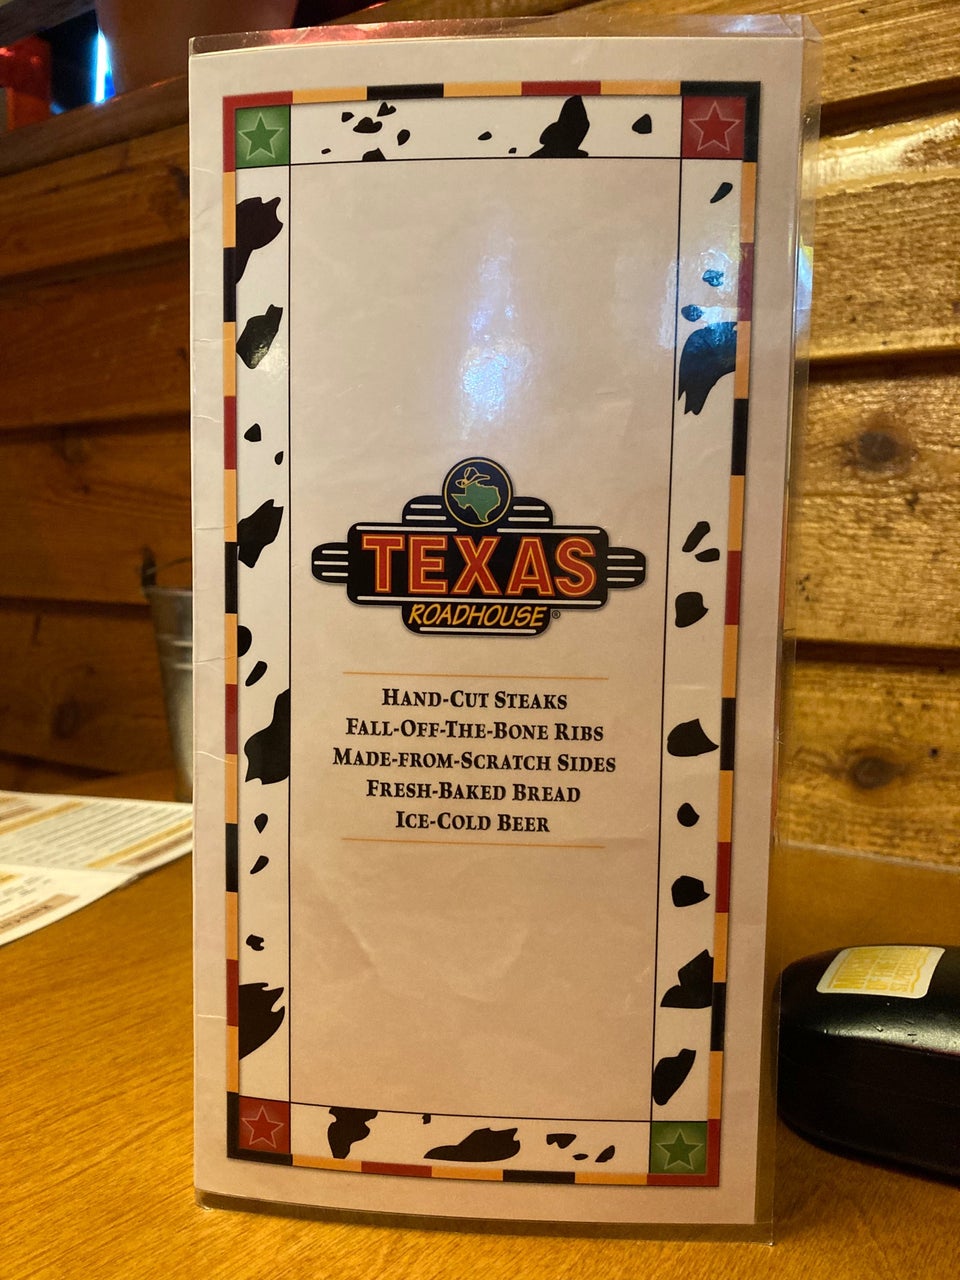 TEXAS
ROADHOUSE®
HAND-CUT STEAKS
FALL-OFF-THE-BONE RIBS
MADE-FROM-SCRATCH SIDES
FRESH-BAKED BREAD
ICE-COLD BEER